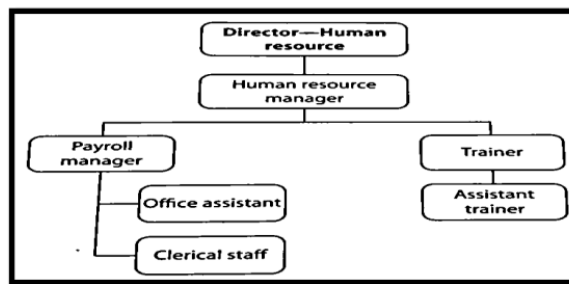 Director—Human
resource
Human resource
manager
Payroll
manager
Trainer
Office assistant
Assistant
trainer
Clerical staff